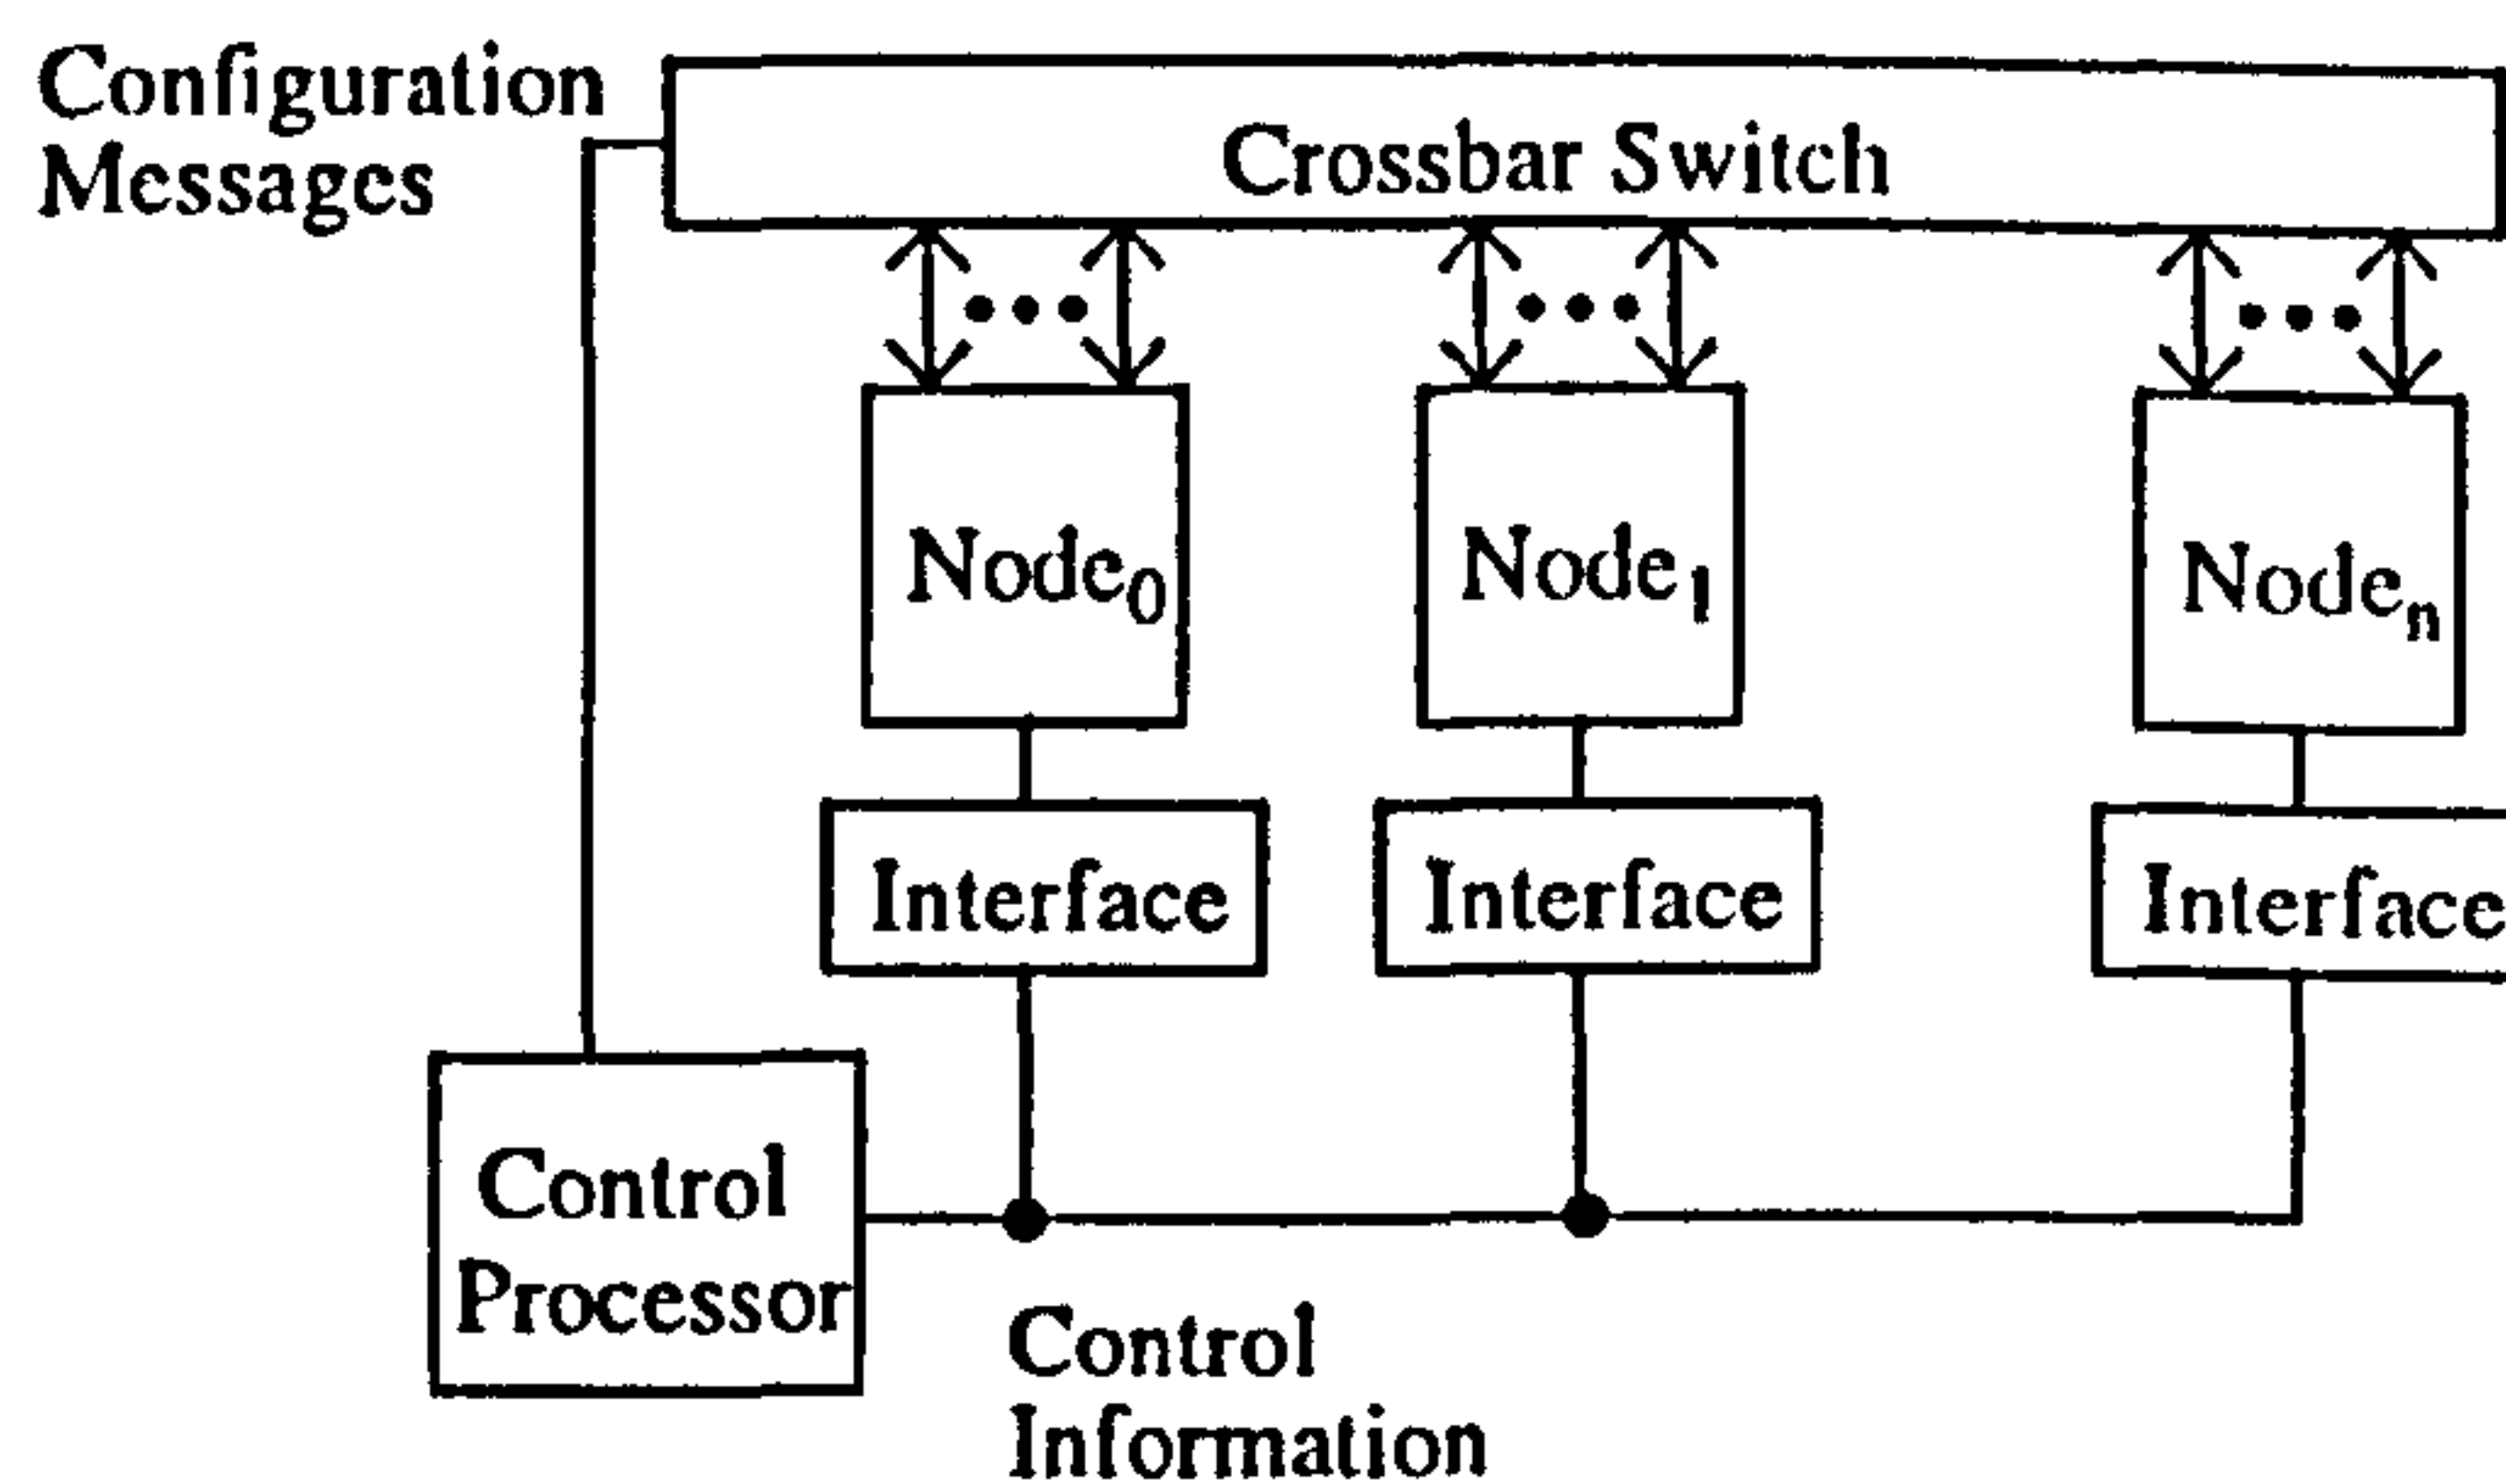 Configuration
Messages
Crossbar Switch
Node0
Node1
Noden
Interface
Interface
Interface
Control
Processor
Control
Information